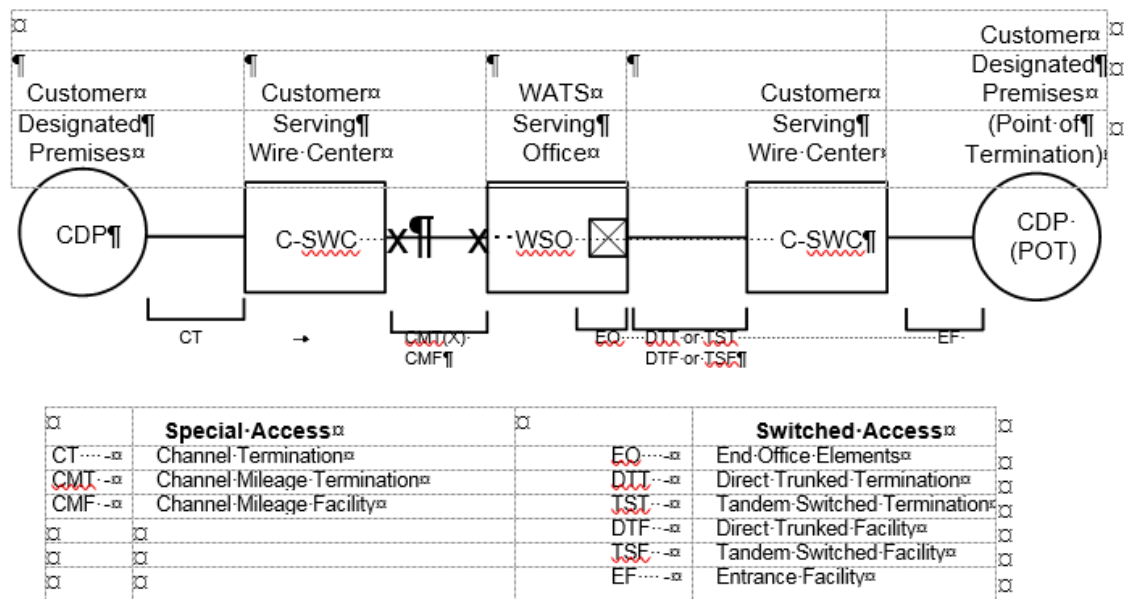 Customer
Customer Customer WATS Customer Designated Premises
Designated Premises Serving Wire Center Serving Office Serving Wire Center (Point of Termination)
CDP C-SWC X X WSO C-SWC CDP (POT)
CT CMT(X) EO DTT or TST EF
CMF DTF or TSF
Special Access Switched Access
CT - Channel Termination EO - End Office Elements
CMT - Channel Mileage Termination DTT - Direct Trunked Termination
CMF - Channel Mileage Facility TST - Tandem Switched Termination
DTF - Direct Trunked Facility
TSF - Tandem Switched Facility
EF - Entrance Facility